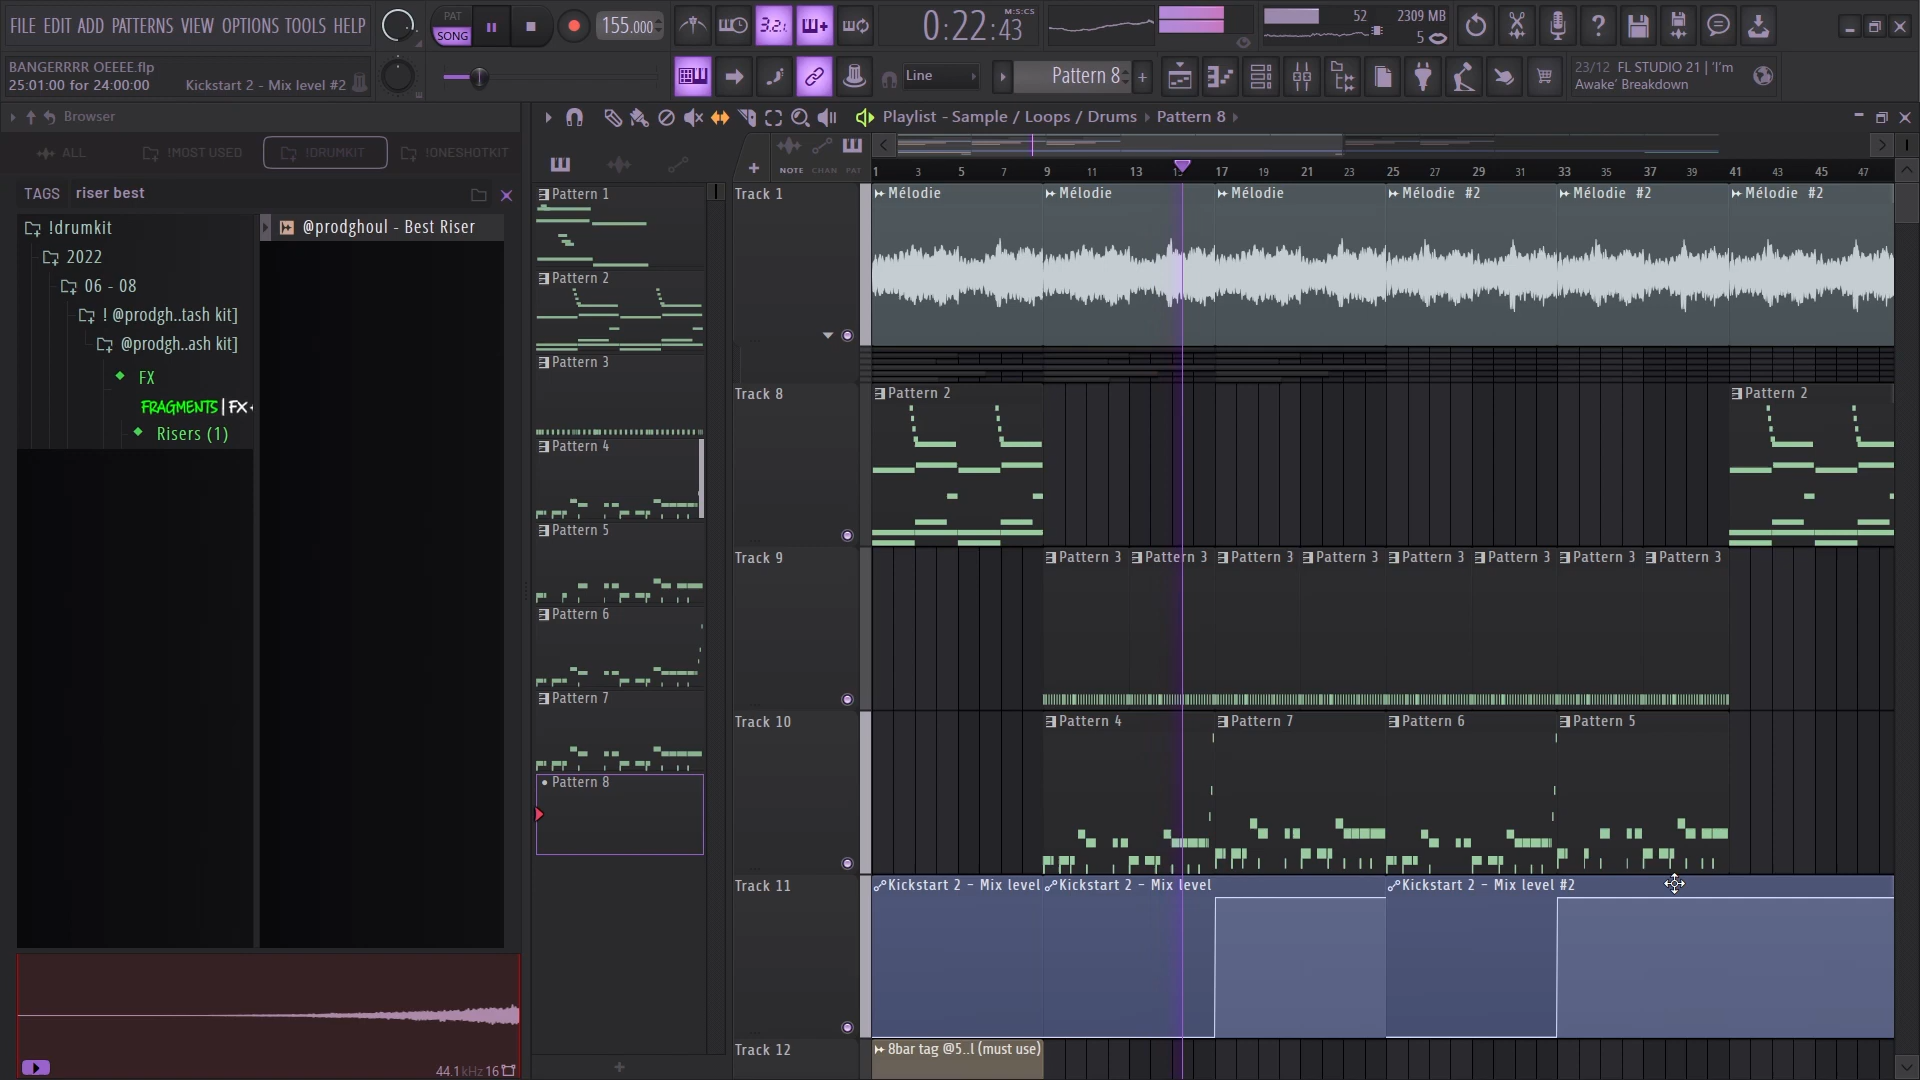 FILE EDIT ADD PATTERNS VIEW OPTIONS TOOLS HELP
PAT
SONG
155.000
3.2.
0:22:43
M:S:CS
52
2309 MB
5
BANGERRRR OEEEE.flp
25:01:00 for 24:00:00
Kickstart 2 - Mix level #2
Line
Pattern 8
+
23/12 FL STUDIO 21 | 'I'm
Awake' Breakdown
Browser
Playlist - Sample / Loops / Drums
Pattern 8
ALL
!MOST USED
!DRUMKIT
!ONESHOTKIT
TAGS
riser best
!drumkit
2022
06 - 08
! @prodgh..tash kit]
@prodgh..ash kit]
FX
FRAGMENTS | FX
Risers (1)
@prodghoul - Best Riser
44.1kHz 16
Pattern 1
Pattern 2
Pattern 3
Pattern 4
Pattern 5
Pattern 6
Pattern 7
Pattern 8
+
NOTE CHAN PAT
1 3 5 7 9 11 13 15 17 19 21 23 25 27 29 31 33 35 37 39 41 43 45 47
Track 1
Mélodie
Mélodie
Mélodie
Mélodie #2
Mélodie #2
Mélodie #2
Track 8
Pattern 2
Pattern 2
Track 9
Pattern 3
Pattern 3
Pattern 3
Pattern 3
Pattern 3
Pattern 3
Pattern 3
Pattern 3
Track 10
Pattern 4
Pattern 7
Pattern 6
Pattern 5
Track 11
Kickstart 2 - Mix level
Kickstart 2 - Mix level
Kickstart 2 - Mix level #2
Track 12
8bar tag @5..l (must use)